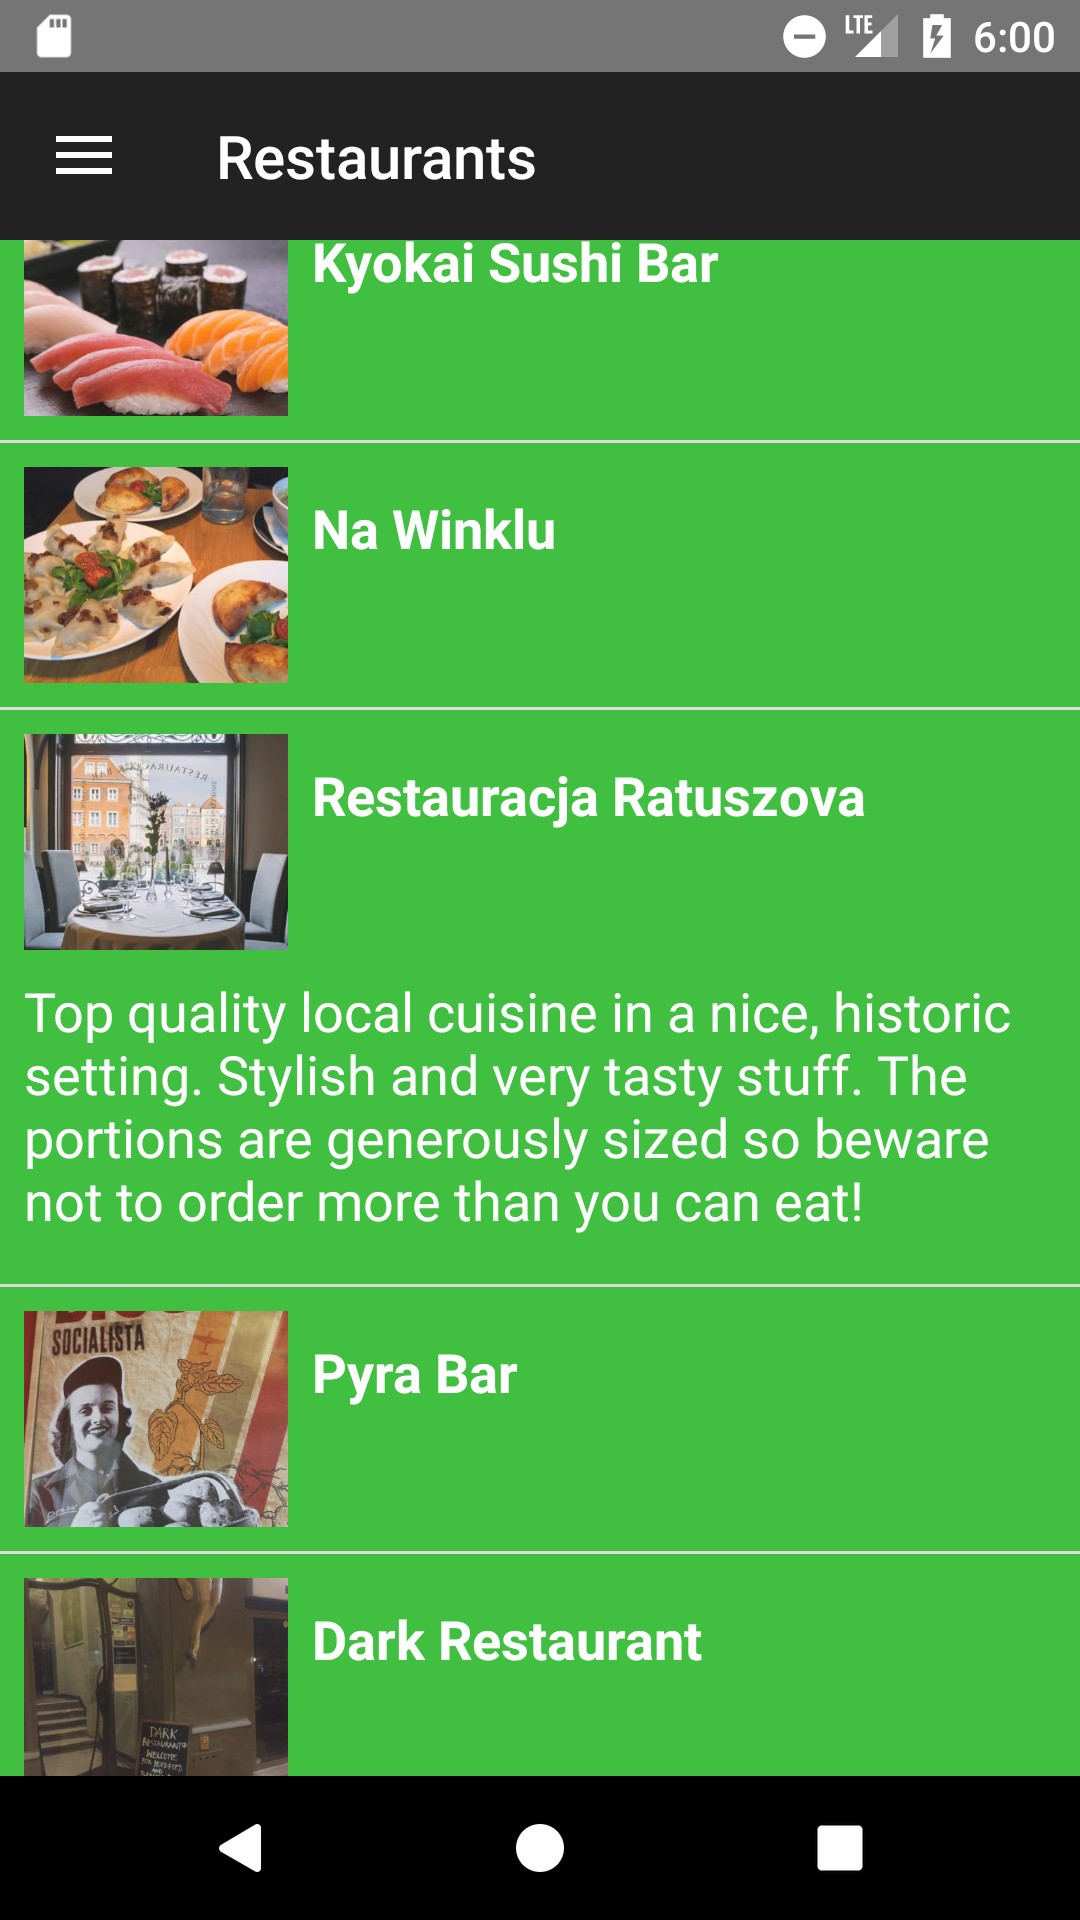 LTE 6:00
Restaurants
Kyokai Sushi Bar
Na Winklu
Restauracja Ratuszova
Top quality local cuisine in a nice, historic
setting. Stylish and very tasty stuff. The
portions are generously sized so beware
not to order more than you can eat!
SOCIALISTA
Pyra Bar
Dark Restaurant
DARK
RESTAURANT
WELCOME